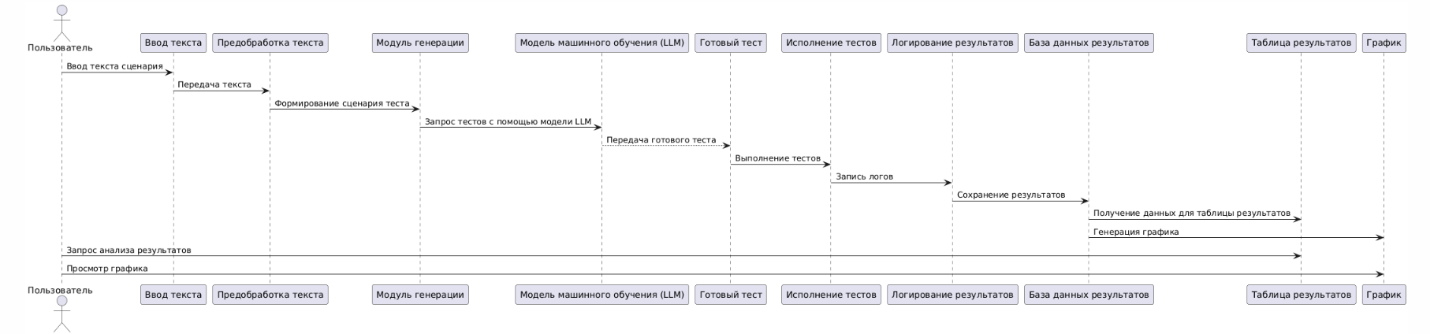 Пользователь
Ввод текста
Предобработка текста
Модуль генерации
Модель машинного обучения (LLM)
Готовый тест
Исполнение тестов
Логирование результатов
База данных результатов
Таблица результатов
График
Ввод текста сценария
Передача текста
Формирование сценария теста
Запрос тестов с помощью модели LLM
Передача готового теста
Выполнение тестов
Запись логов
Сохранение результатов
Получение данных для таблицы результатов
Генерация графика
Запрос анализа результатов
Просмотр графика
Пользователь
Ввод текста
Предобработка текста
Модуль генерации
Модель машинного обучения (LLM)
Готовый тест
Исполнение тестов
Логирование результатов
База данных результатов
Таблица результатов
График